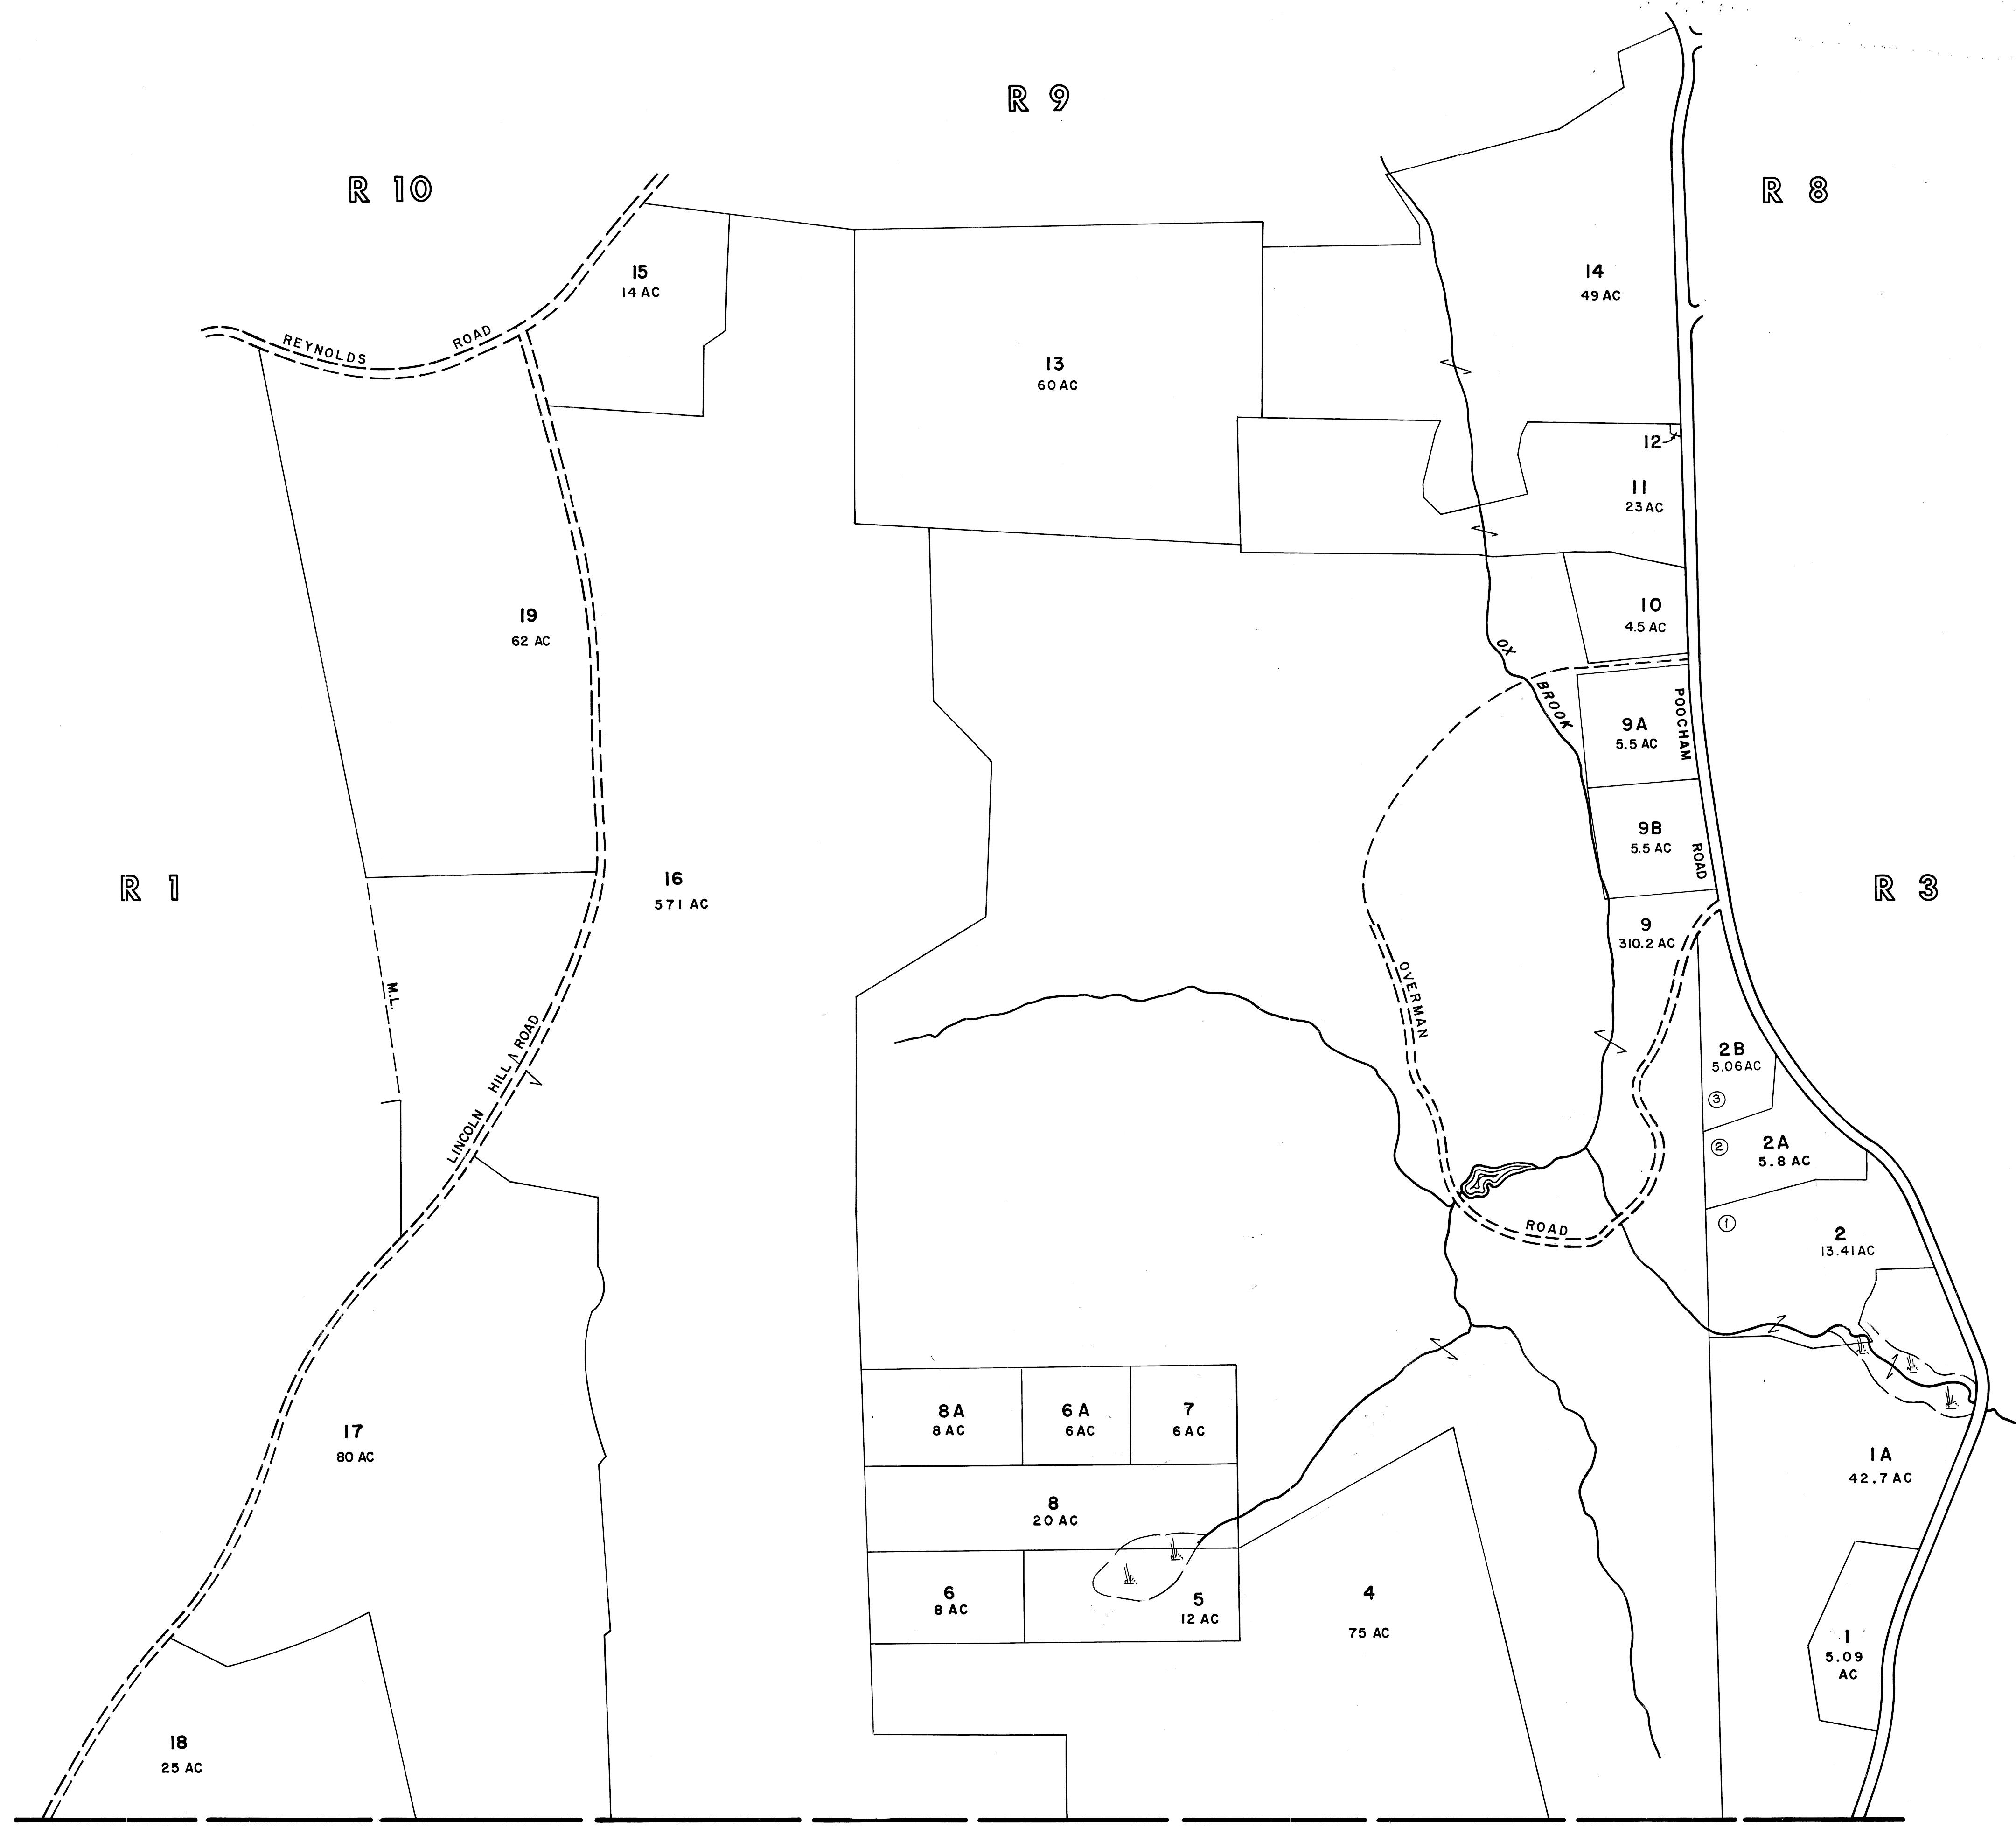 R 9
R 10
R 8
15
14 AC
14
49 AC
REYNOLDS ROAD
13
60 AC
12
11
23 AC
10
4.5 AC
19
62 AC
OX BROOK
POOCHAM ROAD
9A
5.5 AC
9B
5.5 AC
R 1
16
571 AC
R 3
9
310.2 AC
M.L.
OVERMAN ROAD
LINCOLN HILL ROAD
2B
5.06 AC
3
2
2A
5.8 AC
1
2
13.41 AC
8 A
8 AC
6 A
6 AC
7
6 AC
17
80 AC
1A
42.7 AC
8
20 AC
6
8 AC
5
12 AC
4
75 AC
1
5.09
AC
18
25 AC